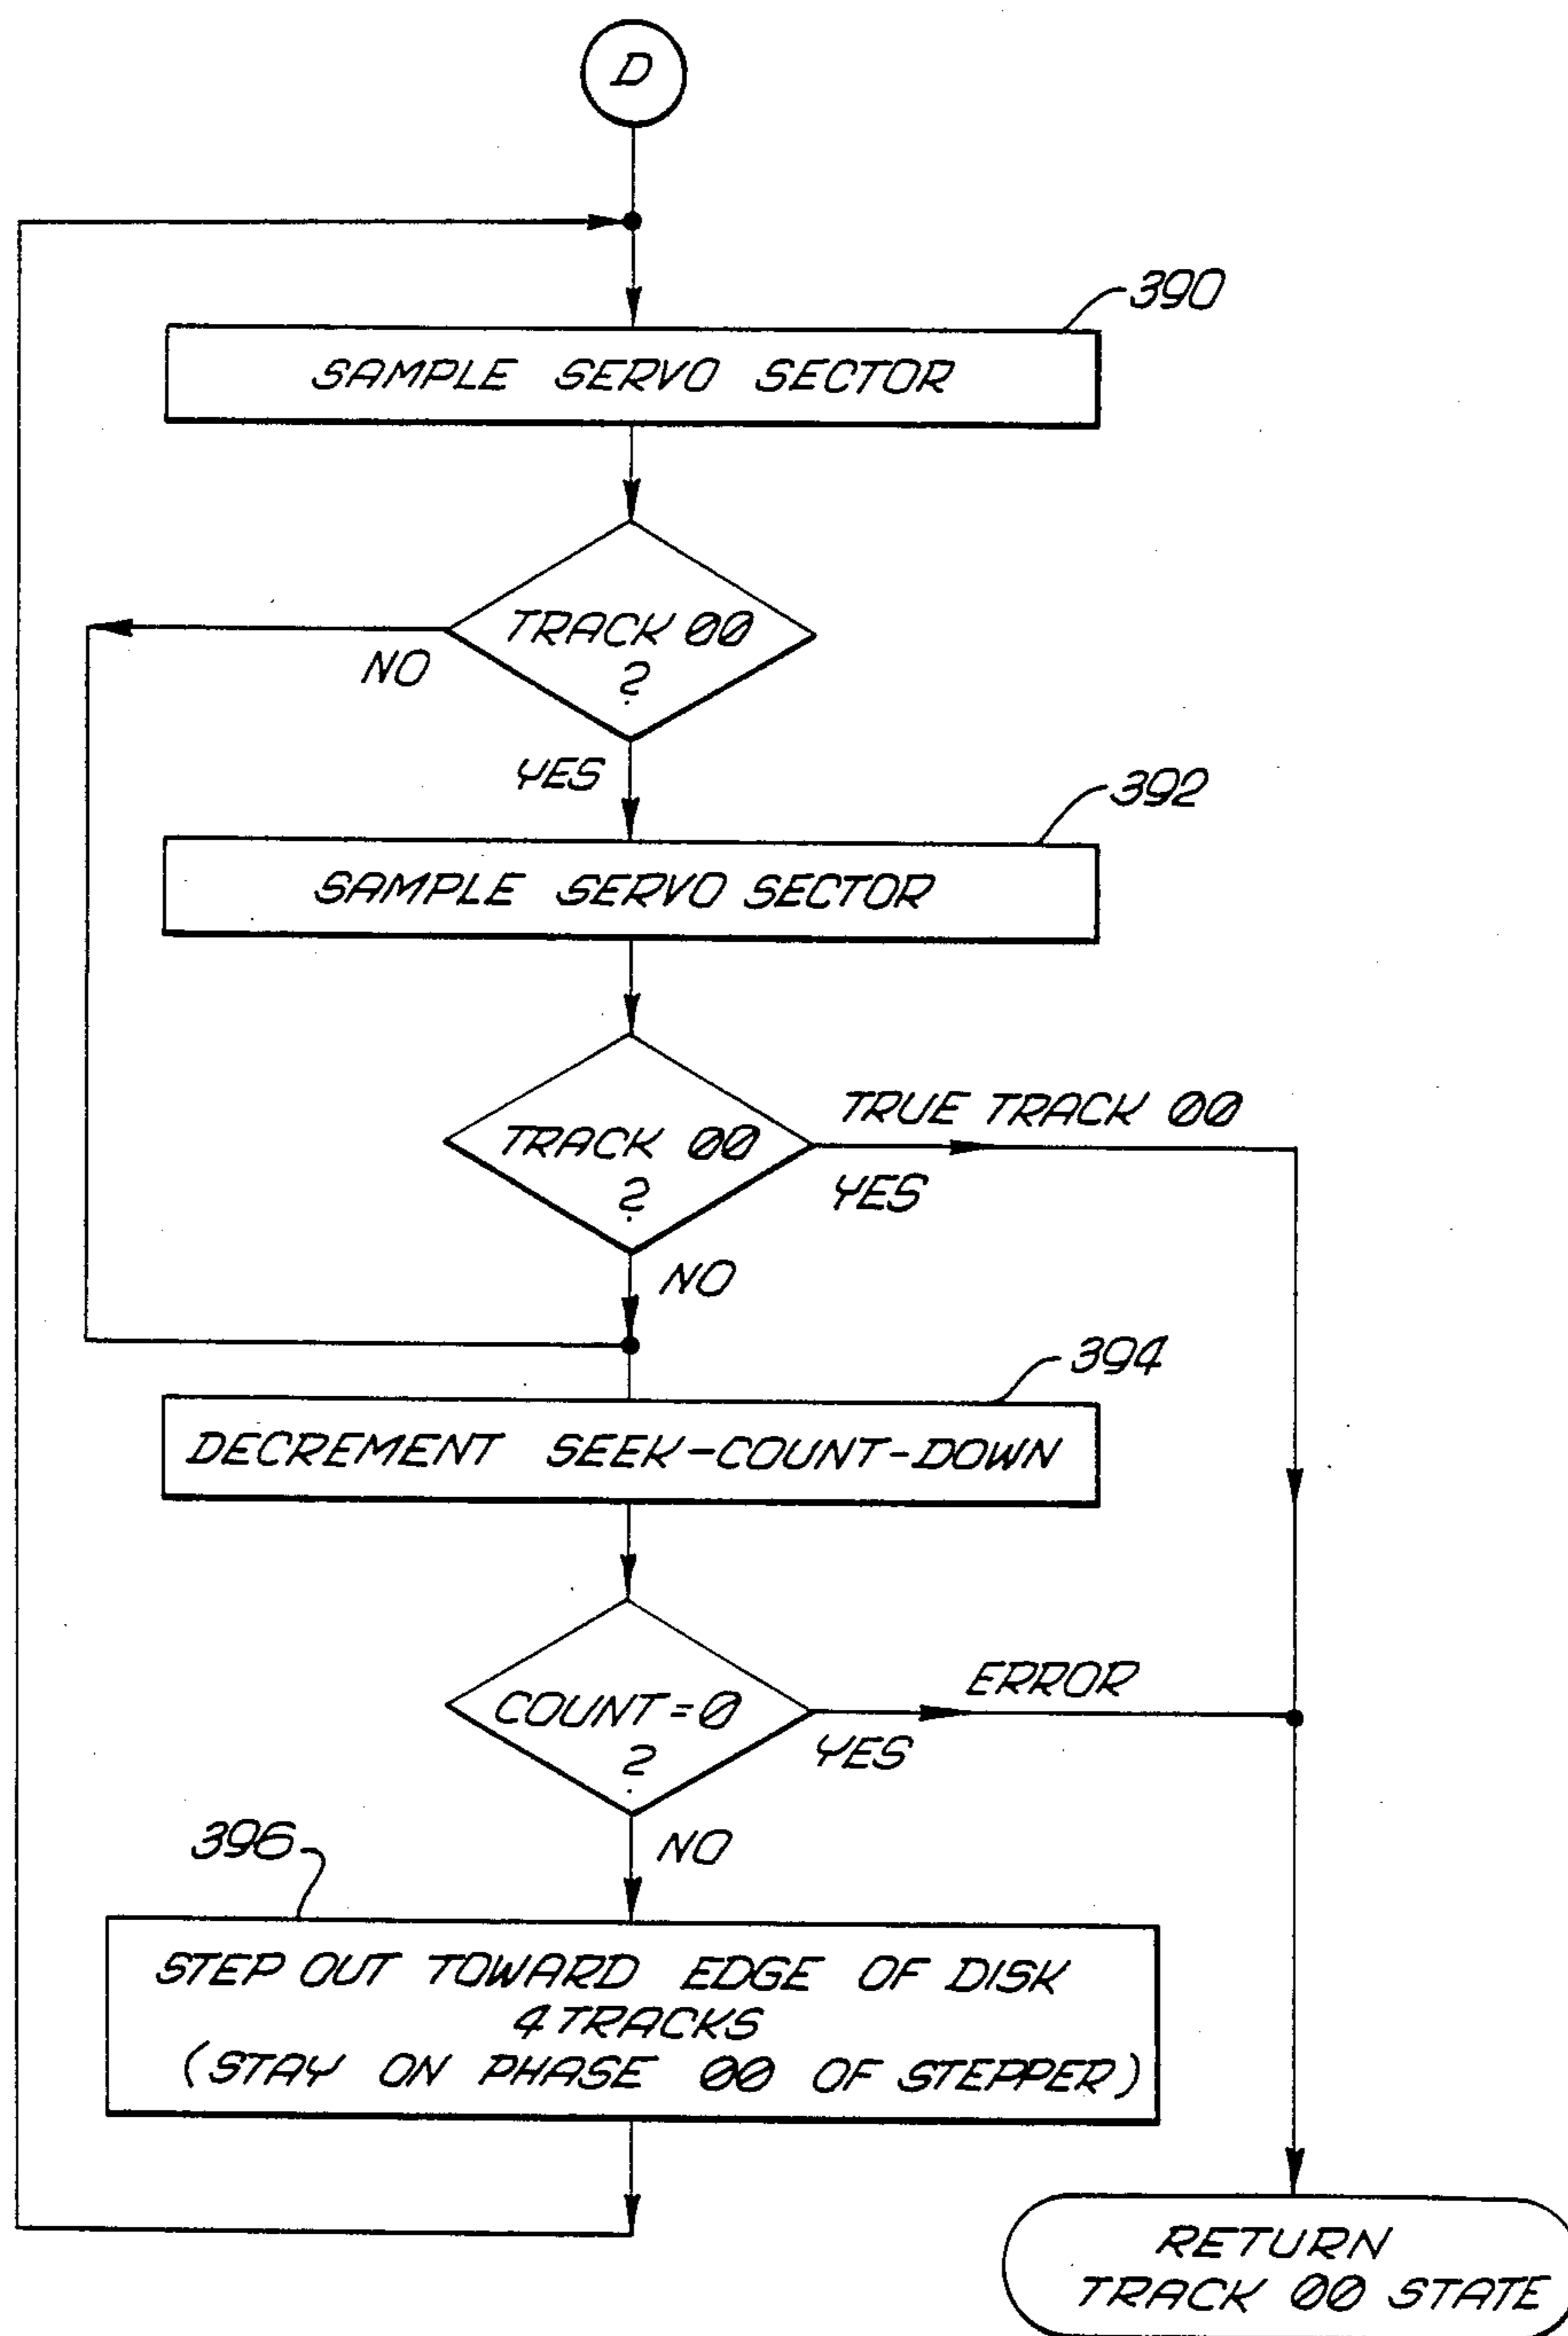 D
390
SAMPLE SERVO SECTOR
TRACK 00
?
NO
YES
392
SAMPLE SERVO SECTOR
TRACK 00
?
TRUE TRACK 00
YES
NO
394
DECREMENT SEEK-COUNT-DOWN
COUNT=0
?
ERROR
YES
NO
396
STEP OUT TOWARD EDGE OF DISK
4 TRACKS
(STAY ON PHASE 00 OF STEPPER)
RETURN
TRACK 00 STATE